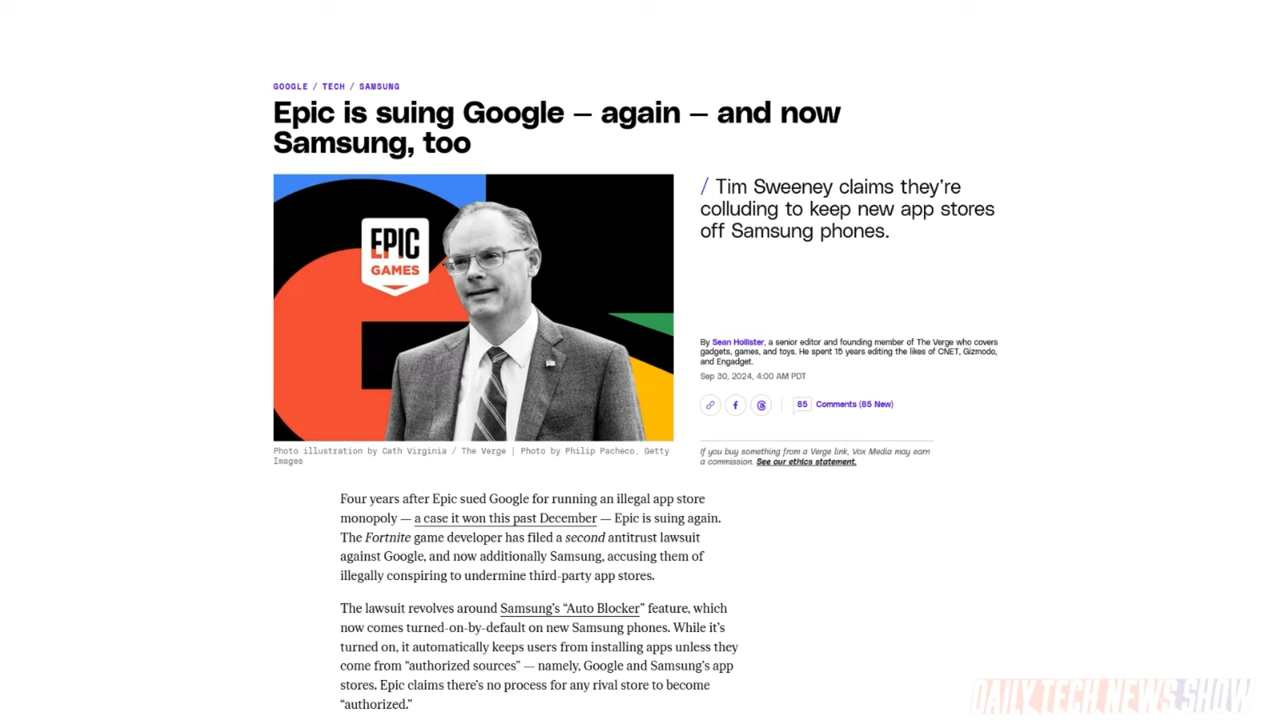 GOOGLE / TECH / SAMSUNG
Epic is suing Google — again — and now
Samsung, too
EPIC
GAMES
/ Tim Sweeney claims they're
colluding to keep new app stores
off Samsung phones.
By Sean Hollister, a senior editor and founding member of The Verge who covers
gadgets, games, and toys. He spent 15 years editing the likes of CNET, Gizmodo,
and Engadget.
Sep 30, 2024, 4:00 AM PDT
85 Comments (85 New)
Photo illustration by Cath Virginia / The Verge | Photo by Philip Pacheco, Getty
Images
If you buy something from a Verge link, Vox Media may earn
a commission. See our ethics statement.
Four years after Epic sued Google for running an illegal app store
monopoly — a case it won this past December — Epic is suing again.
The Fortnite game developer has filed a second antitrust lawsuit
against Google, and now additionally Samsung, accusing them of
illegally conspiring to undermine third-party app stores.
The lawsuit revolves around Samsung's “Auto Blocker” feature, which
now comes turned-on-by-default on new Samsung phones. While it's
turned on, it automatically keeps users from installing apps unless they
come from “authorized sources” — namely, Google and Samsung's app
stores. Epic claims there's no process for any rival store to become
“authorized.”
DAILY TECH NEWS SHOW